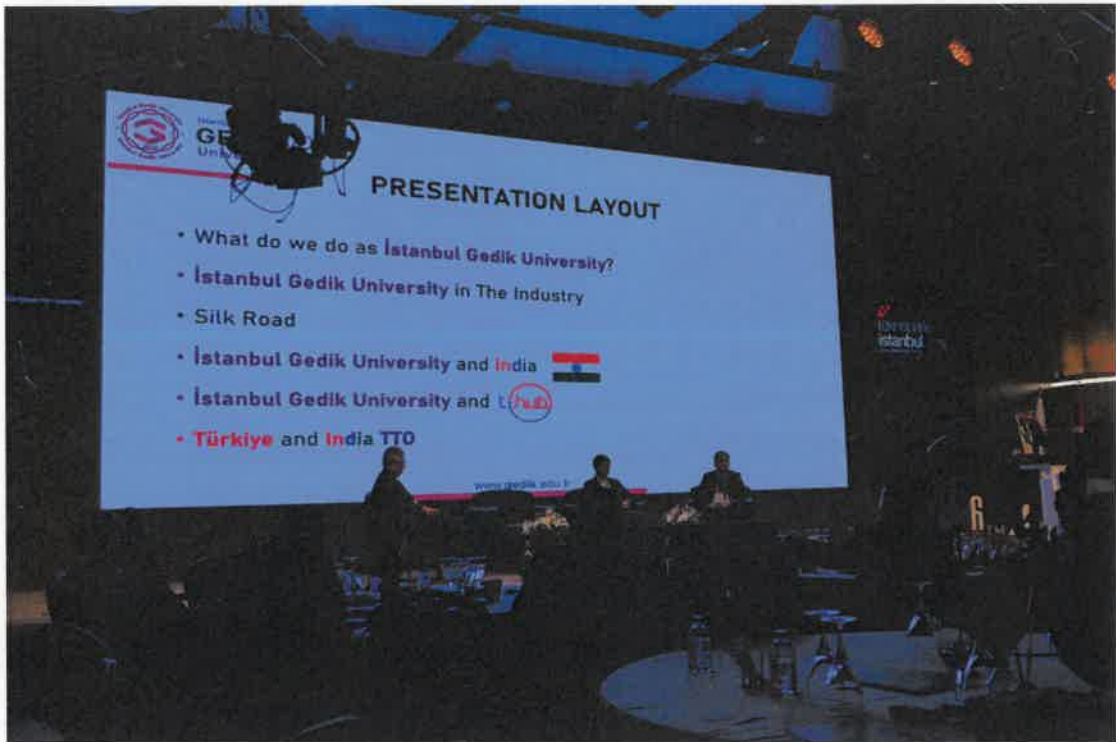 GE
Uni
PRESENTATION LAYOUT
• What do we do as İstanbul Gedik University?
• İstanbul Gedik University in The Industry
• Silk Road
• İstanbul Gedik University and India
• İstanbul Gedik University and t-hub
• Türkiye and India TTO
www.gedik.edu.tr
istanbul
6